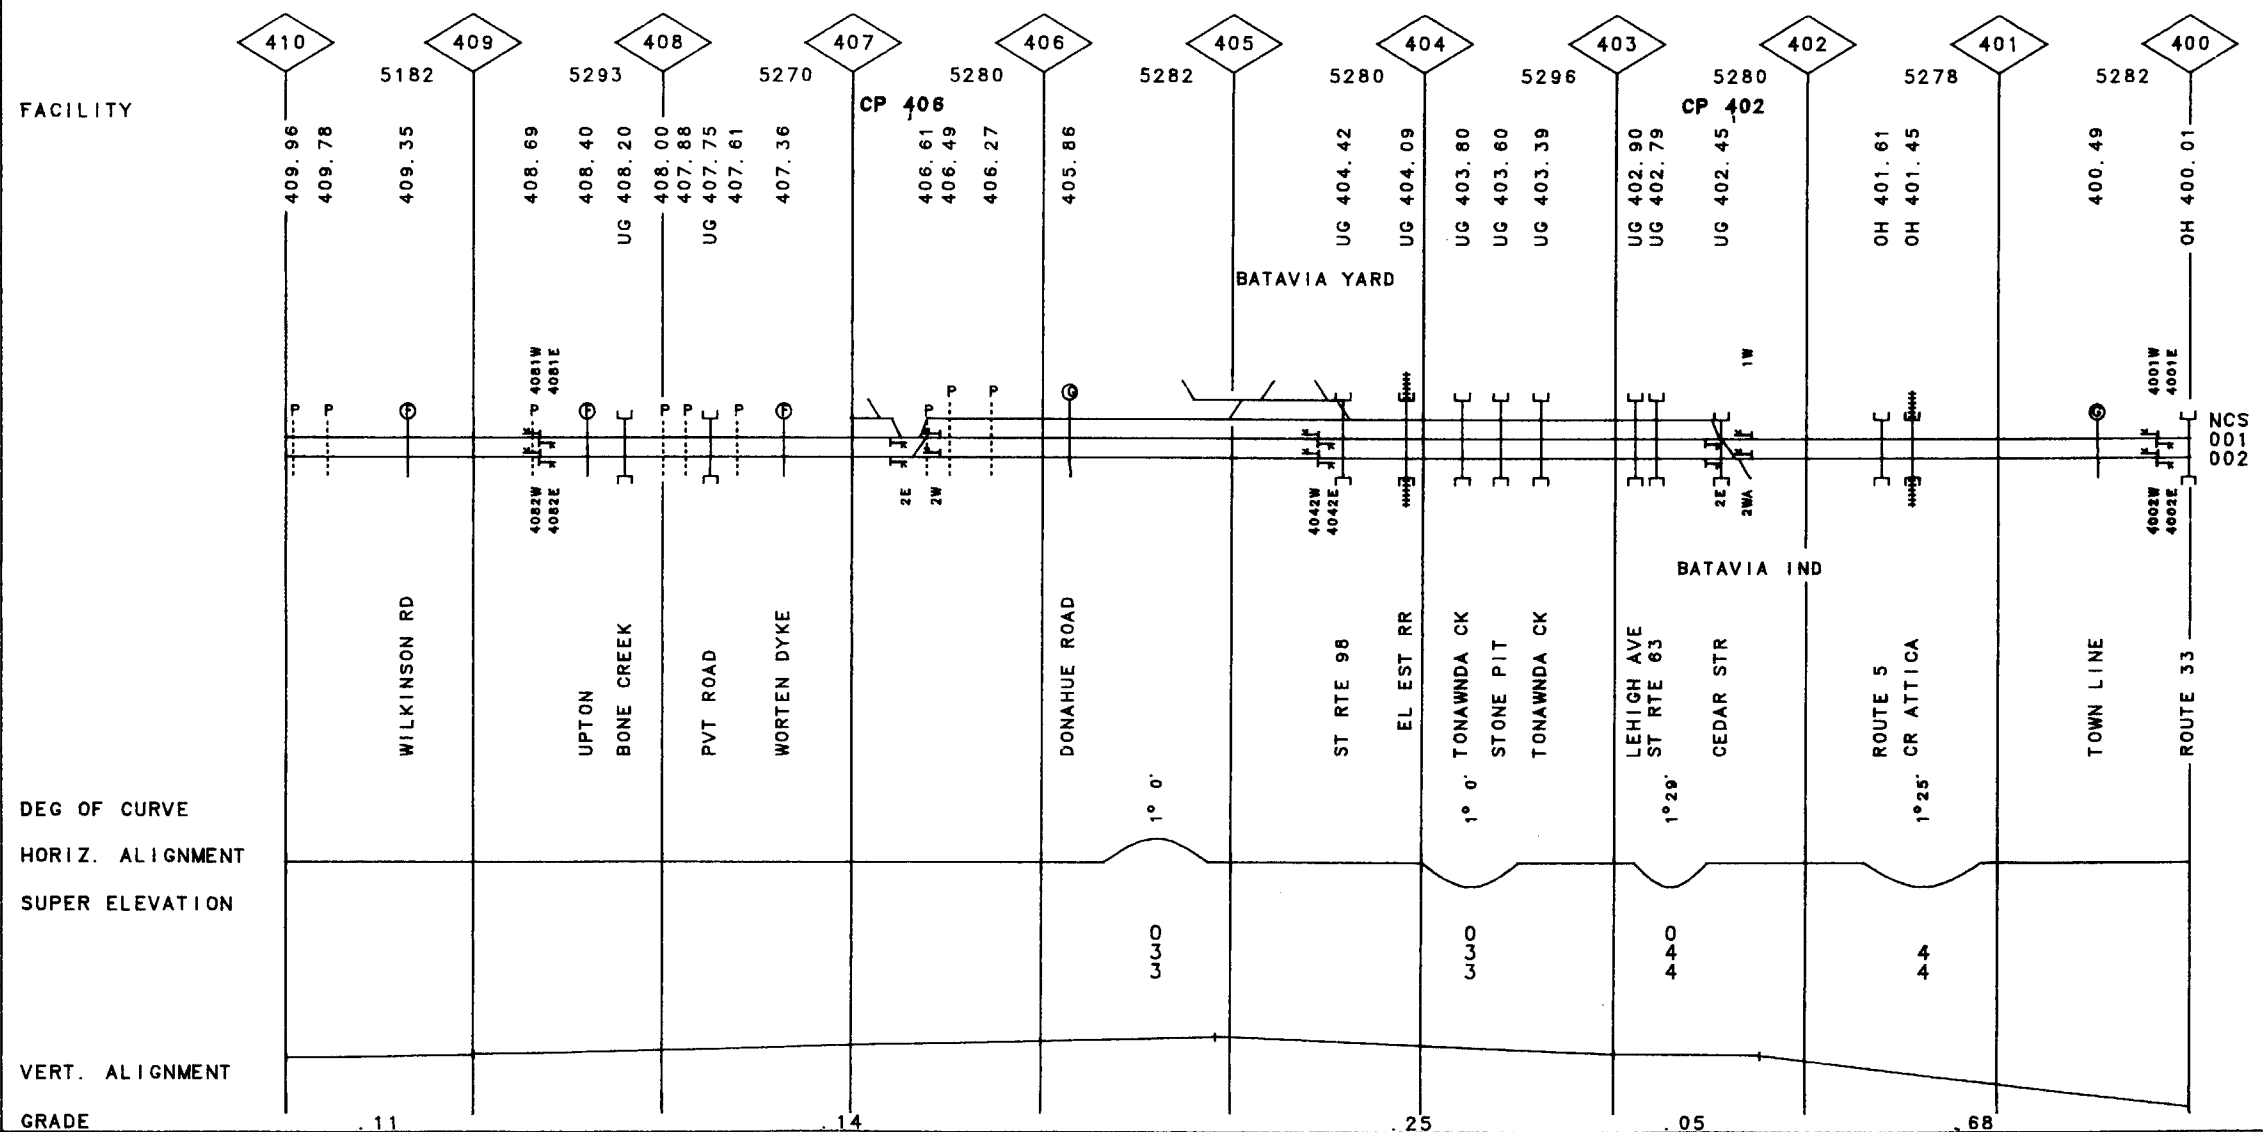 410 409 408 407 406 405 404 403 402 401 400
5182 5293 5270 5280 5282 5280 5296 5280 5278 5282
FACILITY
CP 406
CP 402
409.96
409.78
409.35
408.69
408.40
UG 408.20
408.00
407.88
UG 407.75
407.61
407.36
406.61
406.49
406.27
405.86
UG 404.42
UG 404.09
UG 403.80
UG 403.60
UG 403.39
UG 402.90
UG 402.79
UG 402.45
OH 401.61
OH 401.45
400.49
OH 400.01
BATAVIA YARD
4081W
4081E
1W
4001W
4001E
P P F P F P P P F P P P G G
NCS
001
002
4082W
4082E
2E
2W
4042W
4042E
2E
2WA
4002W
4002E
BATAVIA IND
WILKINSON RD
UPTON
BONE CREEK
PVT ROAD
WORTEN DYKE
DONAHUE ROAD
ST RTE 98
EL EST RR
TONAWNDA CK
STONE PIT
TONAWNDA CK
LEHIGH AVE
ST RTE 63
CEDAR STR
ROUTE 5
CR ATTICA
TOWN LINE
ROUTE 33
DEG OF CURVE
1° 0'
1° 0'
1°29'
1°25'
HORIZ. ALIGNMENT
SUPER ELEVATION
0 0 0
3 3 4 4
3 3 4 4
VERT. ALIGNMENT
GRADE .11 .14 .25 .05 .68